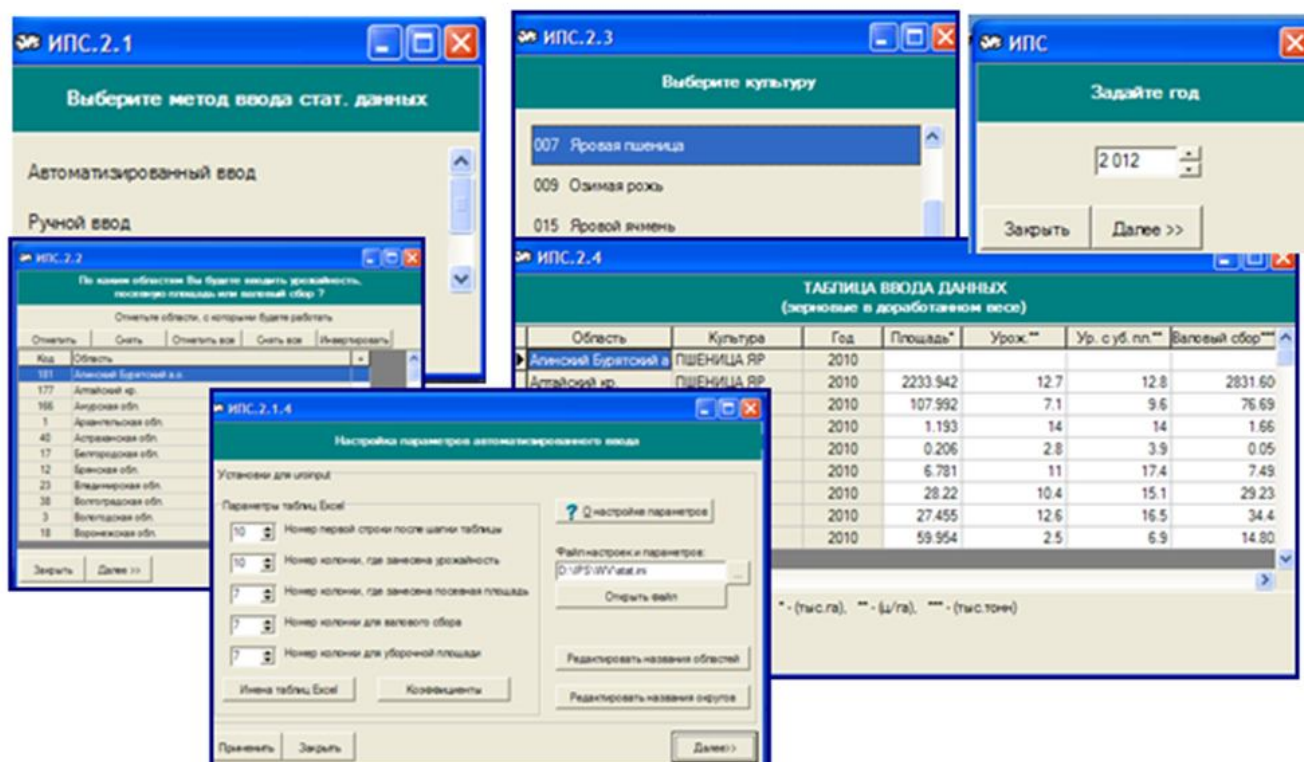 ИПС.2.1
Выберите метод ввода стат. данных
Автоматизированный ввод
Ручной ввод
ИПС.2.3
Выберите культуру
007 Яровая пшеница
009 Озимая рожь
015 Яровой ячмень
ИПС
Задайте год
2 012
Закрыть Далее >>
ИПС.2.2
По каким областям Вы будете вводить урожайность,
посевную площадь или валовый сбор ?
Отметьте области, с которыми будете работать
Отметить Снять Отметить все Снять все Инвертировать
Код Область
181 Агинский Бурятский а.о.
177 Алтайский кр.
166 Амурская обл.
1 Архангельская обл.
40 Астраханская обл.
17 Белгородская обл.
12 Брянская обл.
23 Владимирская обл.
38 Волгоградская обл.
3 Вологодская обл.
18 Воронежская обл.
Закрыть Далее >>
ИПС.2.4
ТАБЛИЦА ВВОДА ДАННЫХ
(зерновые в доработанном весе)
Область Культура Год Площадь* Урож.** Ур. с уб. пл.** Валовый сбор***
Агинский Бурятский а ПШЕНИЦА ЯР 2010
Алтайский кр. ПШЕНИЦА ЯР 2010 2233.942 12.7 12.8 2831.60
2010 107.992 7.1 9.6 76.69
2010 1.193 14 14 1.66
2010 0.206 2.8 3.9 0.05
2010 6.781 11 17.4 7.49
2010 28.22 10.4 15.1 29.23
2010 27.455 12.6 16.5 34.4
2010 59.954 2.5 6.9 14.80
* - (тыс.га), ** - (ц/га), *** - (тыс.тонн)
ИПС.2.1.4
Настройка параметров автоматизированного ввода
Установки для uroinput
Параметры таблиц Excel
10 Номер первой строки после шапки таблицы
10 Номер колонки, где занесена урожайность
7 Номер колонки, где занесена посевная площадь
7 Номер колонки для валового сбора
7 Номер колонки для уборочной площади
Имена таблиц Excel Коэффициенты
? О настройке параметров
Файл настроек и параметров:
D:\IPS\WV\stat.ini ...
Открыть файл
Редактировать названия областей
Редактировать названия округов
Применить Закрыть Далее>>